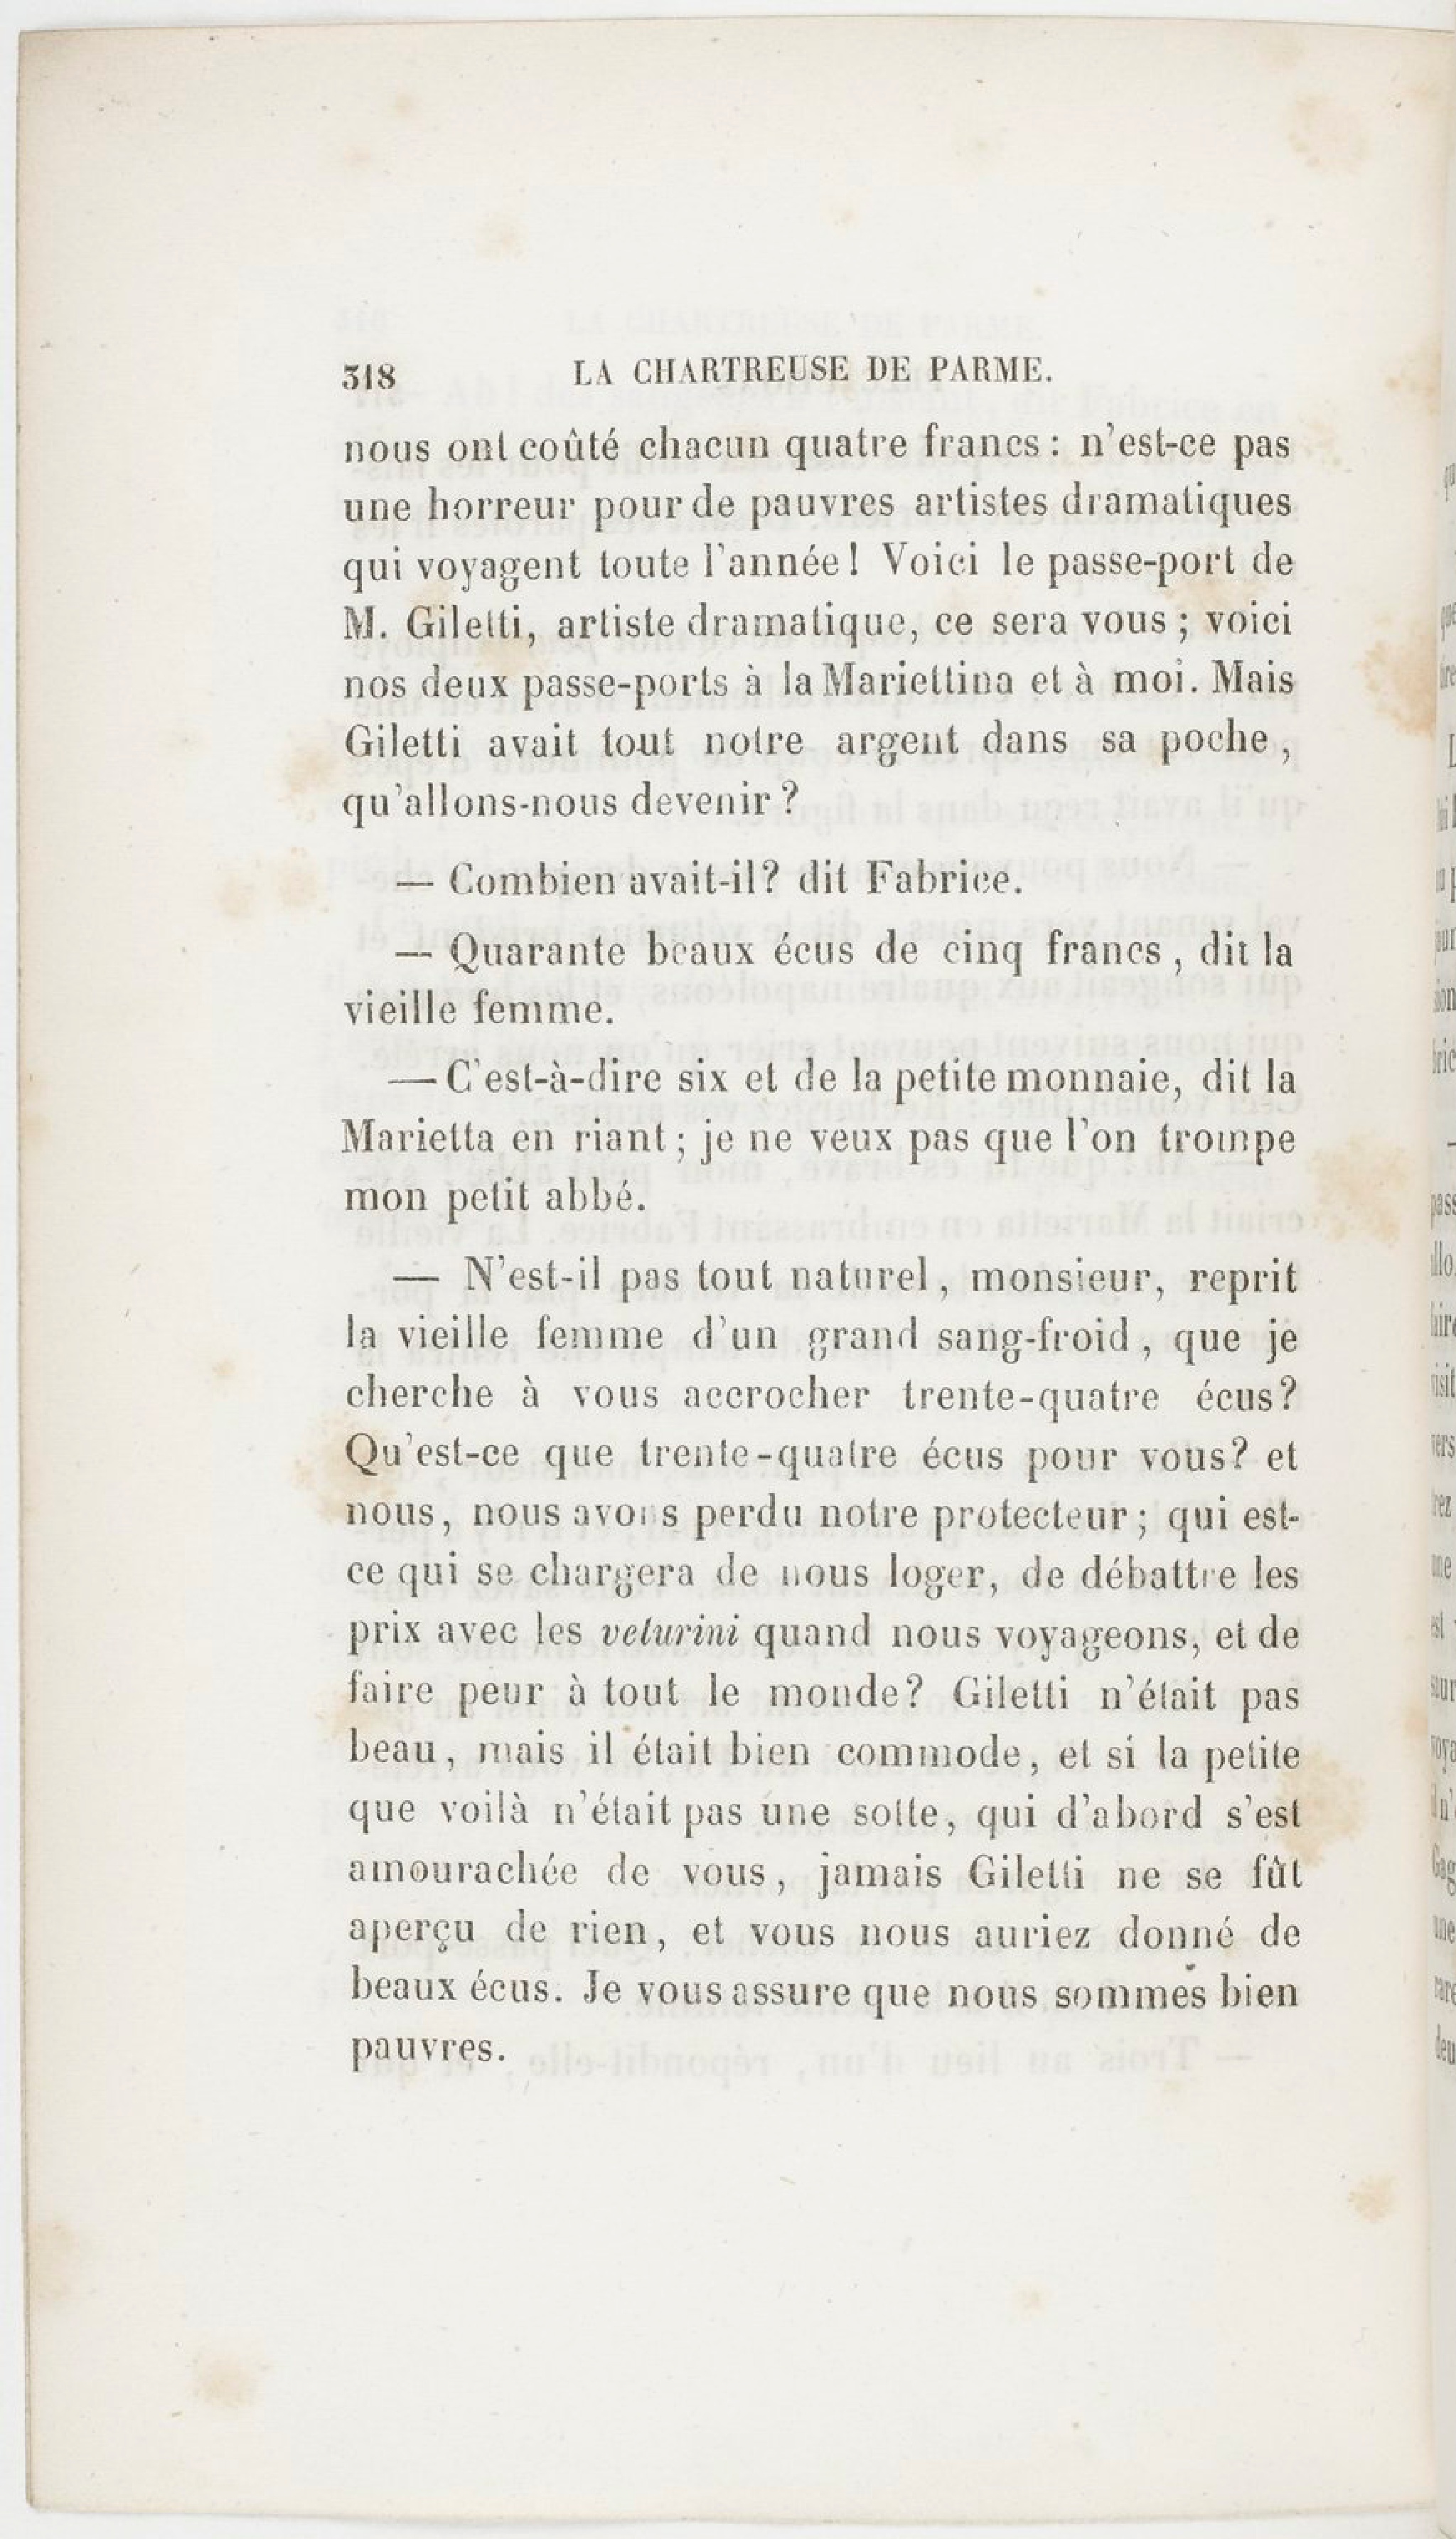 318 LA CHARTREUSE DE PARME.
nous ont coûté chacun quatre francs : n'est-ce pas
une horreur pour de pauvres artistes dramatiques
qui voyagent toute l'année ! Voici le passe-port de
M. Giletti, artiste dramatique, ce sera vous ; voici
nos deux passe-ports à la Mariettina et à moi. Mais
Giletti avait tout notre argent dans sa poche ,
qu'allons-nous devenir ?
— Combien avait-il? dit Fabrice.
— Quarante beaux écus de cinq francs , dit la
vieille femme.
— C'est-à-dire six et de la petite monnaie, dit la
Marietta en riant ; je ne veux pas que l'on trompe
mon petit abbé.
— N'est-il pas tout naturel , monsieur, reprit
la vieille femme d'un grand sang-froid , que je
cherche à vous accrocher trente-quatre écus?
Qu'est-ce que trente-quatre écus pour vous? et
nous, nous avons perdu notre protecteur ; qui est-
ce qui se chargera de nous loger, de débattre les
prix avec les veturini quand nous voyageons, et de
faire peur à tout le monde? Giletti n'était pas
beau , mais il était bien commode , et si la petite
que voilà n'était pas une sotte, qui d'abord s'est
amourachée de vous , jamais Giletti ne se fût
aperçu de rien, et vous nous auriez donné de
beaux écus. Je vous assure que nous sommes bien
pauvres.